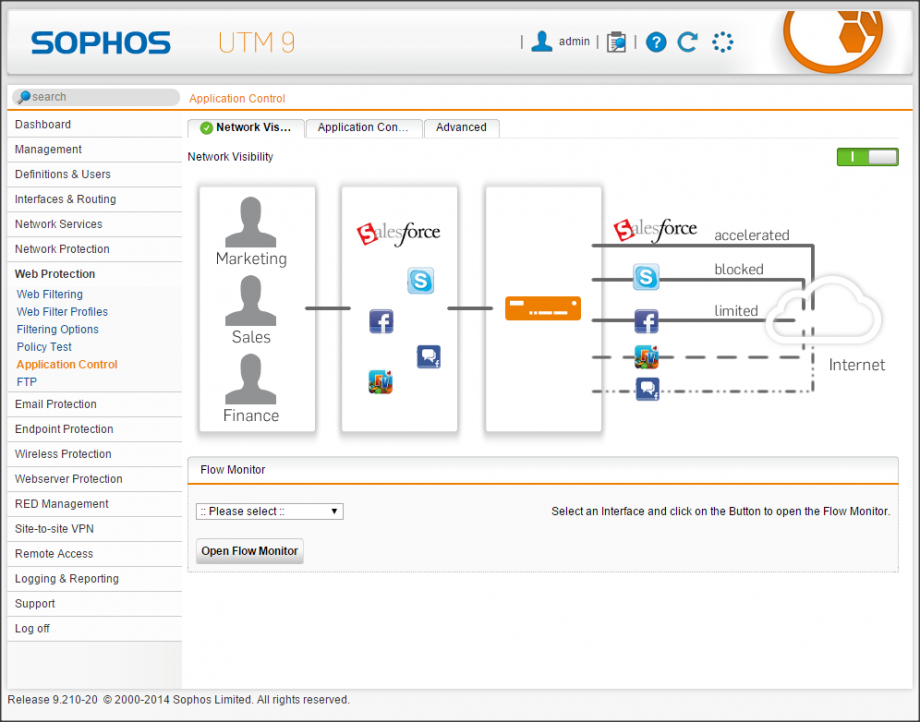 SOPHOS UTM 9
| admin | | ?
search
Application Control
Dashboard
Management
Definitions & Users
Interfaces & Routing
Network Services
Network Protection
Web Protection
Web Filtering
Web Filter Profiles
Filtering Options
Policy Test
Application Control
FTP
Email Protection
Endpoint Protection
Wireless Protection
Webserver Protection
RED Management
Site-to-site VPN
Remote Access
Logging & Reporting
Support
Log off
Network Vis... Application Con... Advanced
Network Visibility
Marketing
Sales
Finance
Salesforce
S
f
Salesforce
S
f
accelerated
blocked
limited
Internet
Flow Monitor
:: Please select ::
Select an Interface and click on the Button to open the Flow Monitor.
Open Flow Monitor
Release 9.210-20 © 2000-2014 Sophos Limited. All rights reserved.